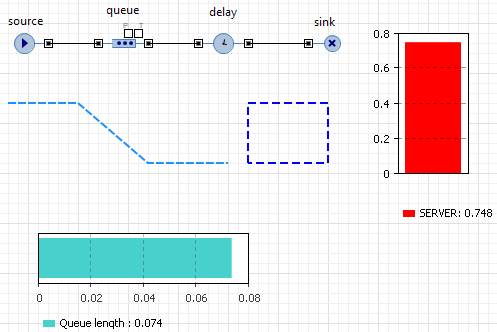 source
queue
delay
sink
P T
0.8
0.6
0.4
0.2
0
SERVER: 0.748
0 0.02 0.04 0.06 0.08
Queue length : 0.074